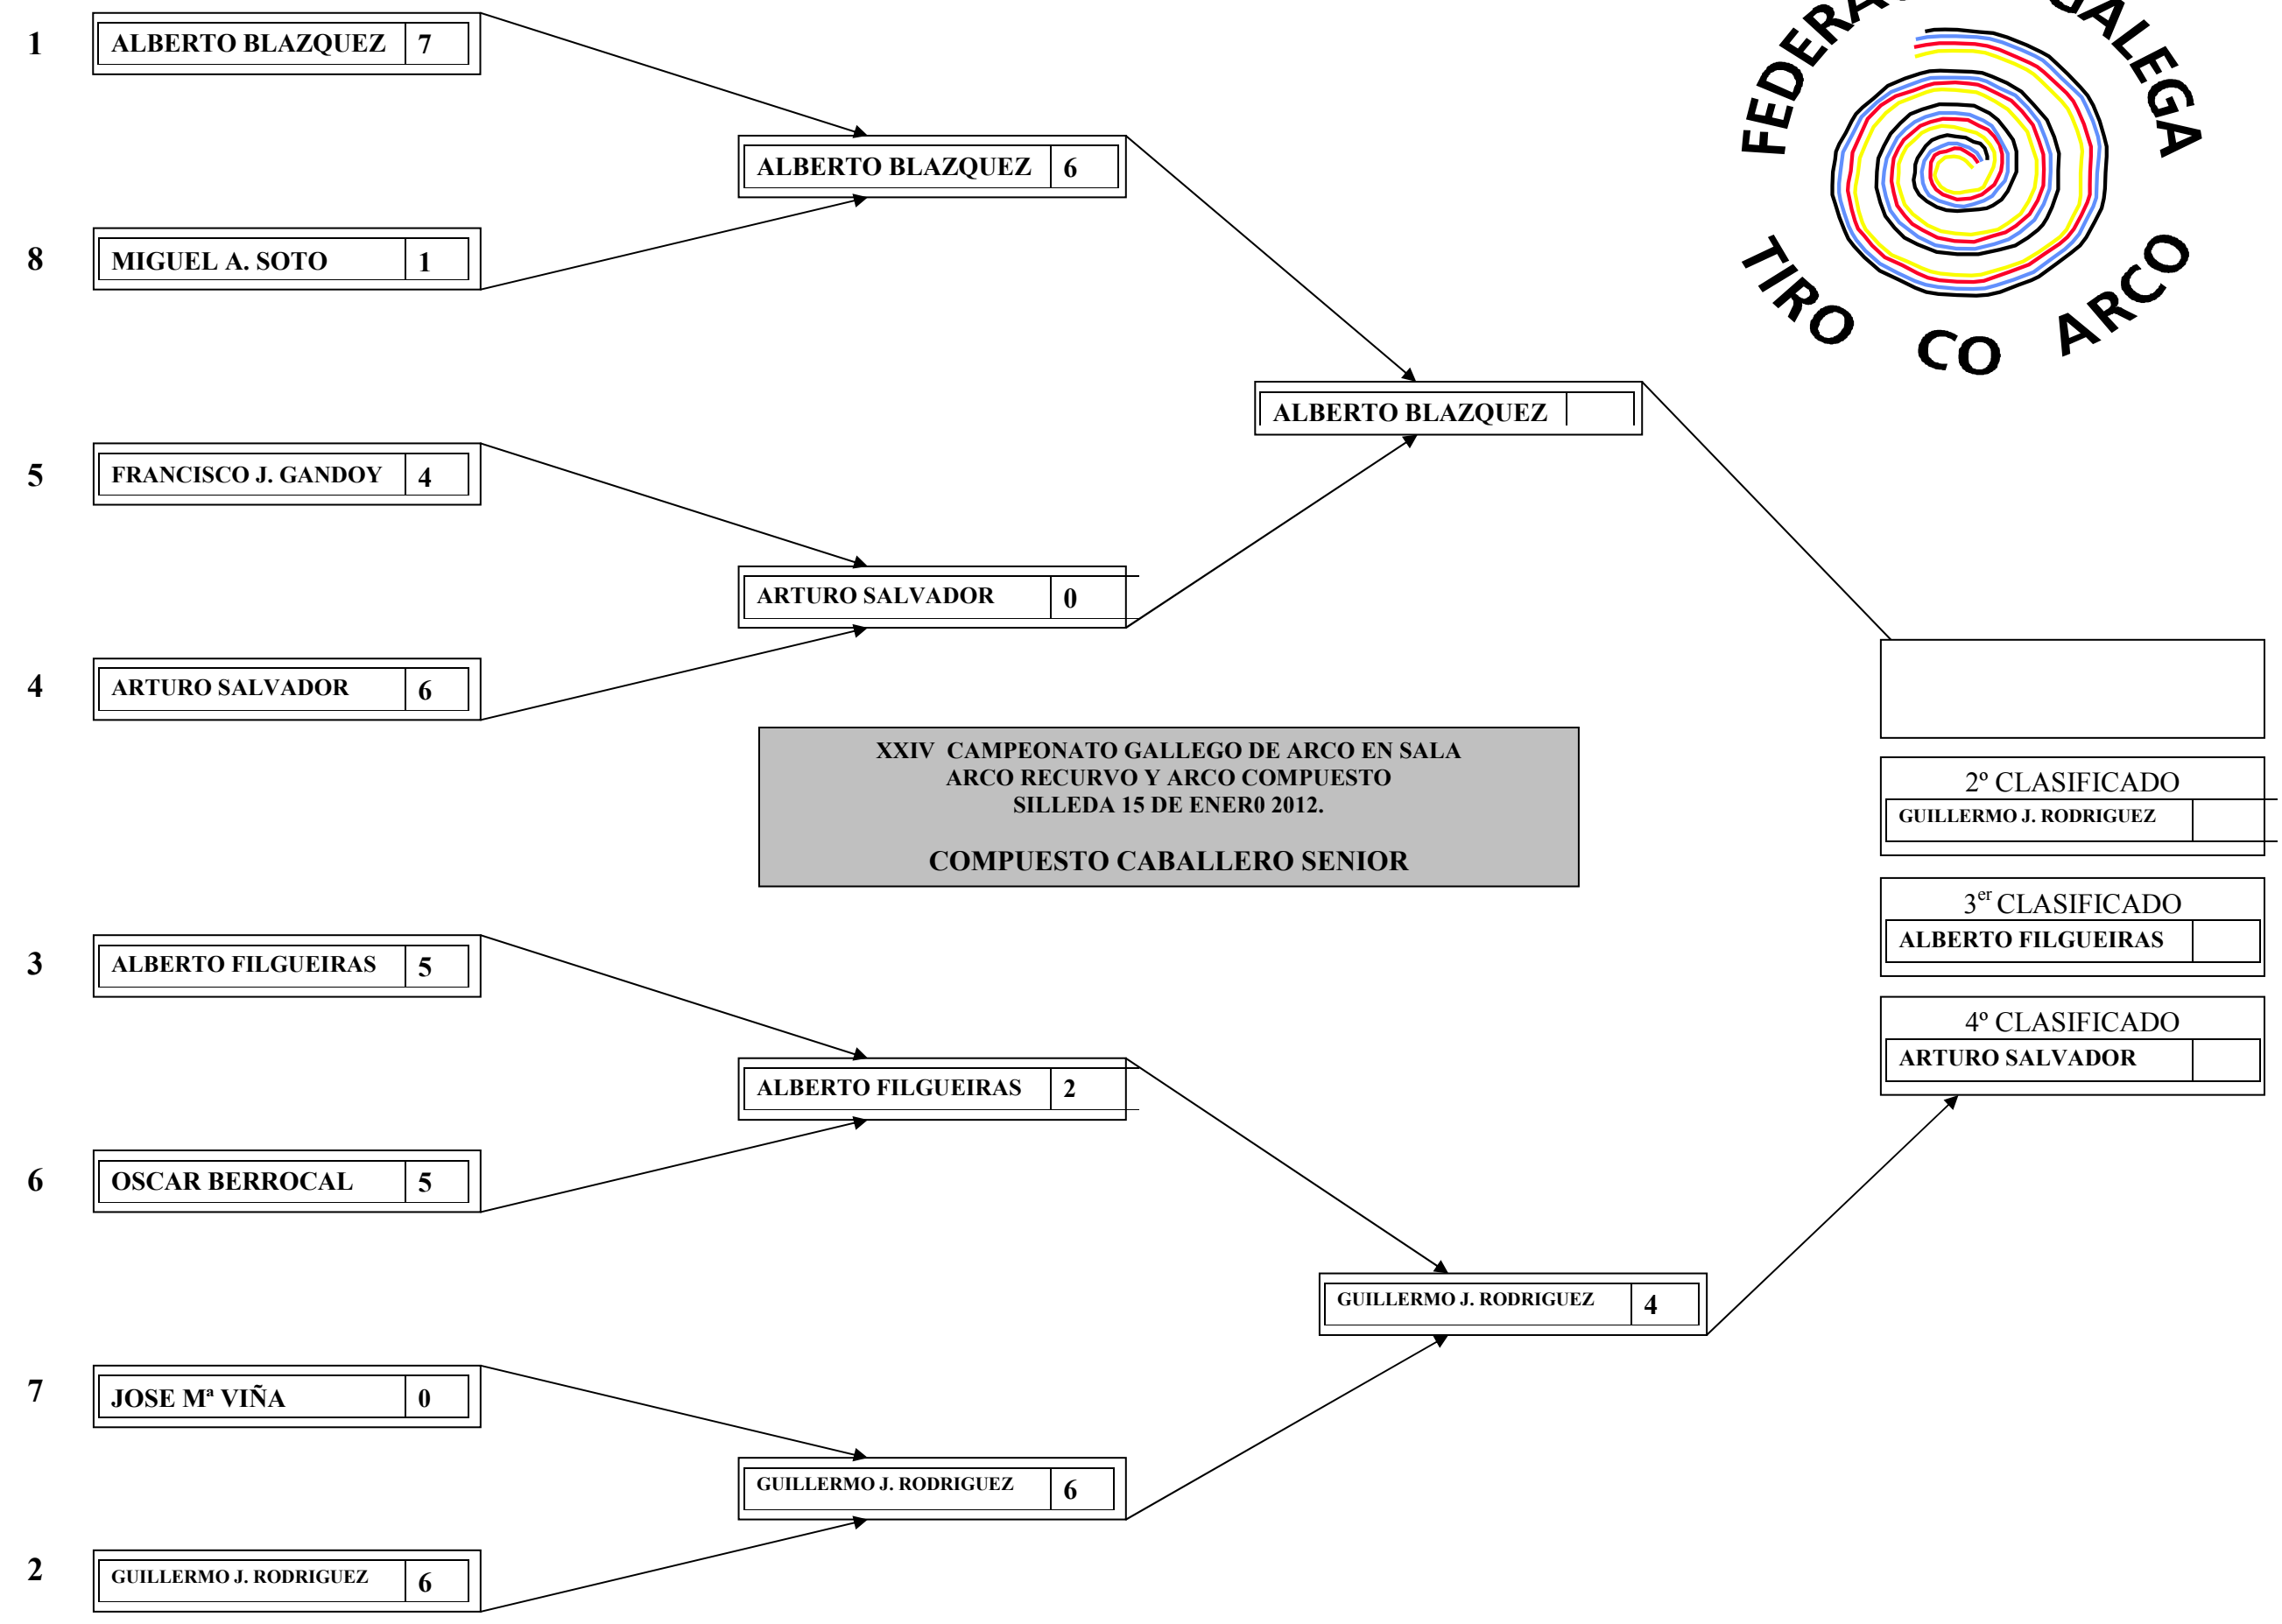 FEDERA GALEGA
TIRO CO ARCO
1 ALBERTO BLAZQUEZ 7
ALBERTO BLAZQUEZ 6
8 MIGUEL A. SOTO 1
ALBERTO BLAZQUEZ
5 FRANCISCO J. GANDOY 4
ARTURO SALVADOR 0
4 ARTURO SALVADOR 6
XXIV CAMPEONATO GALLEGO DE ARCO EN SALA
ARCO RECURVO Y ARCO COMPUESTO
SILLEDA 15 DE ENER0 2012.
COMPUESTO CABALLERO SENIOR
2º CLASIFICADO
GUILLERMO J. RODRIGUEZ
3er CLASIFICADO
ALBERTO FILGUEIRAS
4º CLASIFICADO
ARTURO SALVADOR
3 ALBERTO FILGUEIRAS 5
ALBERTO FILGUEIRAS 2
6 OSCAR BERROCAL 5
GUILLERMO J. RODRIGUEZ 4
7 JOSE Mª VIÑA 0
GUILLERMO J. RODRIGUEZ 6
2 GUILLERMO J. RODRIGUEZ 6